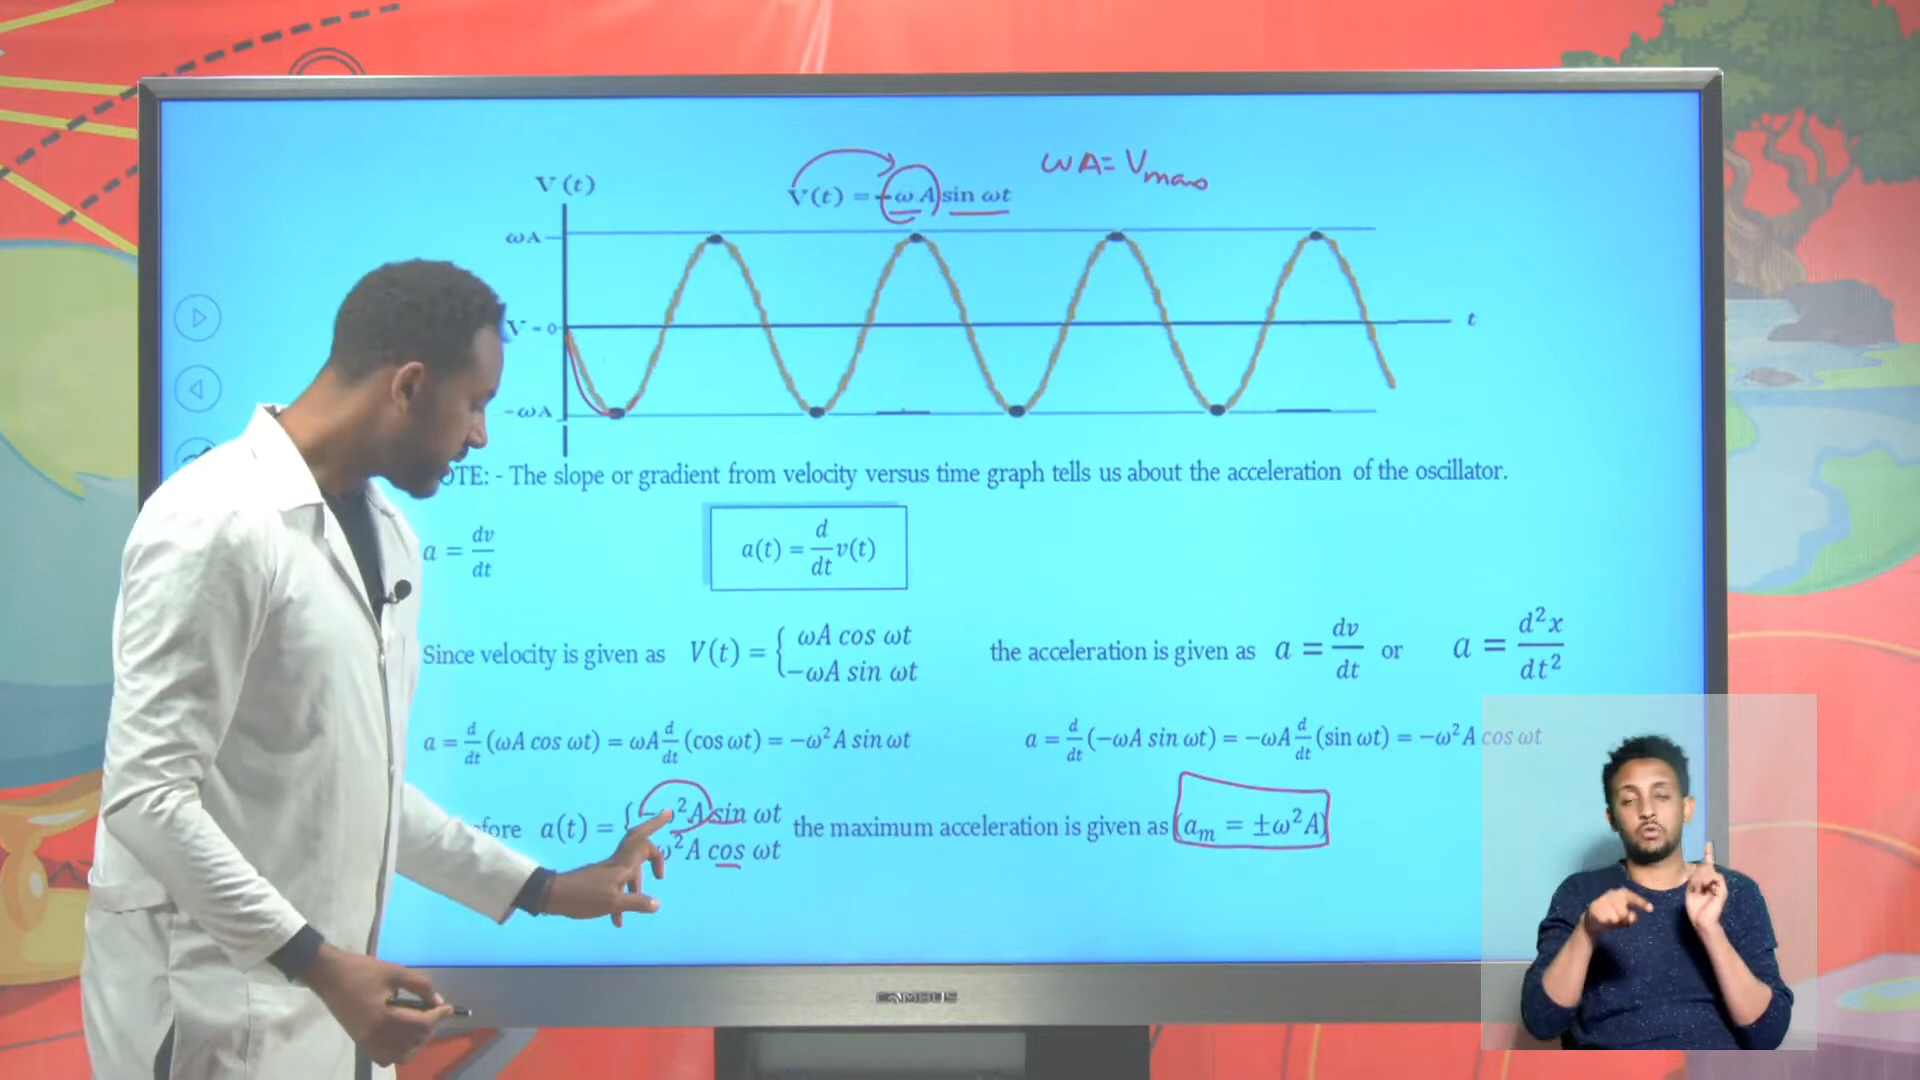 V (t)
V(t) = -ω A sin ωt
ωA = Vmax
ωA
V = 0
t
-ωA
OTE: - The slope or gradient from velocity versus time graph tells us about the acceleration of the oscillator.
a = dv/dt
a(t) = d/dt v(t)
Since velocity is given as V(t) = { ωA cos ωt
−ωA sin ωt
the acceleration is given as a = dv/dt or a = d²x/dt²
a = d/dt (ωA cos ωt) = ωA d/dt (cos ωt) = −ω² A sin ωt
a = d/dt (−ωA sin ωt) = −ωA d/dt (sin ωt) = −ω² A cos ωt
fore a(t) = { −ω²A sin ωt
ω²A cos ωt
the maximum acceleration is given as (aₘ = ±ω²A)